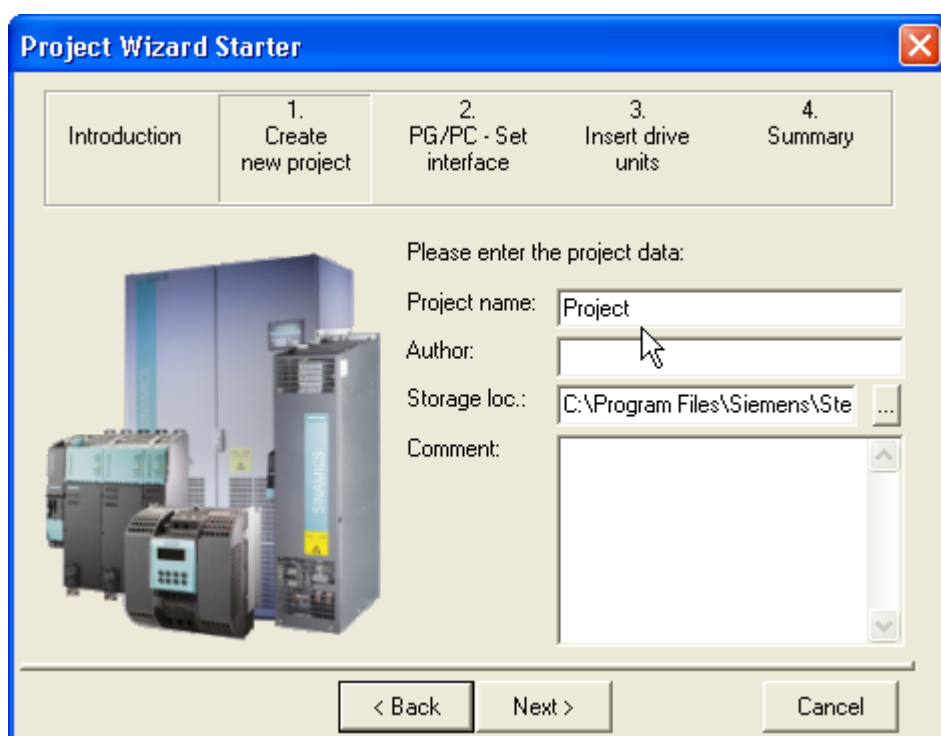 Project Wizard Starter
Introduction
1.
Create
new project
2.
PG/PC - Set
interface
3.
Insert drive
units
4.
Summary
Please enter the project data:
Project name: Project
Author:
Storage loc.: C:\Program Files\Siemens\Ste ...
Comment:
SINAMICS
SINAMICS
< Back Next > Cancel